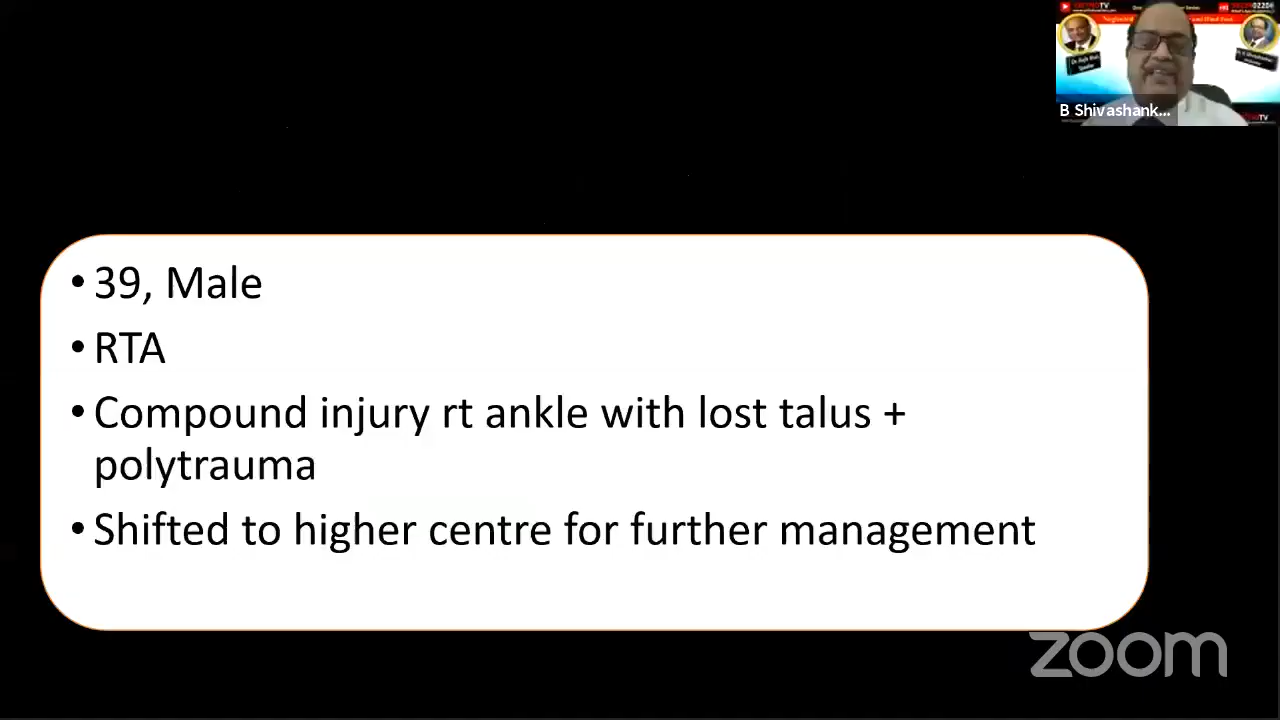 B Shivashank...
• 39, Male
• RTA
• Compound injury rt ankle with lost talus +
polytrauma
• Shifted to higher centre for further management
zoom